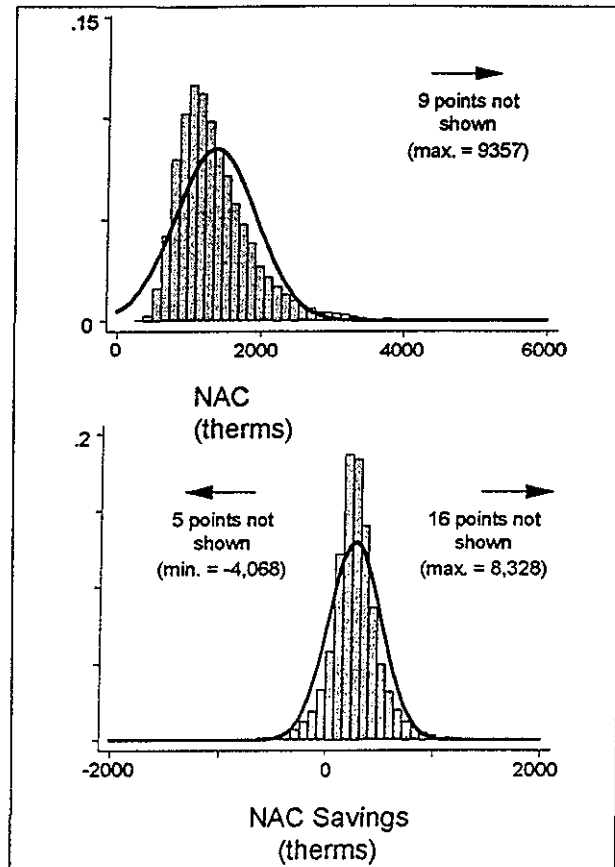 .15
9 points not
shown
(max. = 9357)
0
0
2000
4000
6000
NAC
(therms)
.2
5 points not
shown
(min. = -4,068)
16 points not
shown
(max. = 8,328)
0
-2000
0
2000
NAC Savings
(therms)